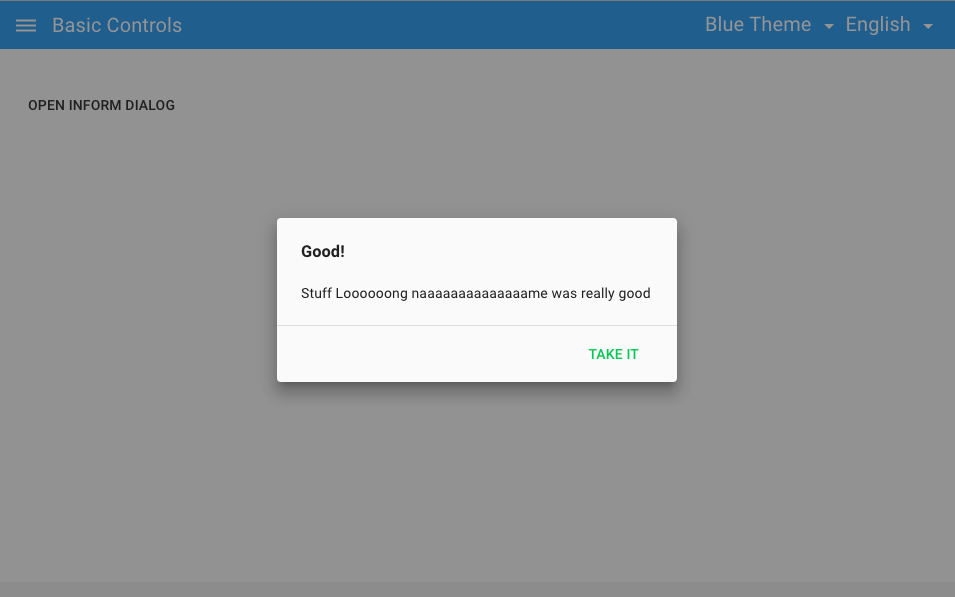 Basic Controls
Blue Theme
English
OPEN INFORM DIALOG
Good!
Stuff Loooooong naaaaaaaaaaaaaame was really good
TAKE IT